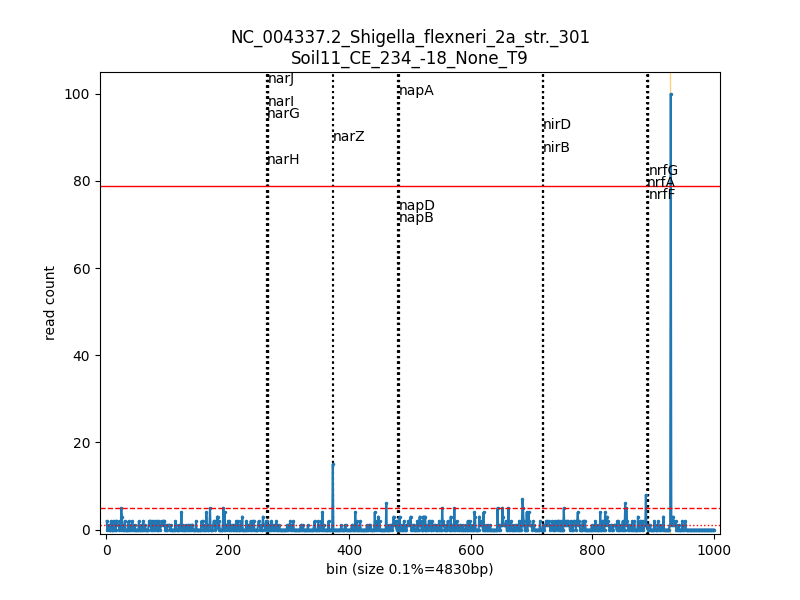 NC_004337.2_Shigella_flexneri_2a_str._301
Soil11_CE_234_-18_None_T9
narJ
narI
narG
narH
narZ
napA
napD
napB
nirD
nirB
nrfG
nrfA
nrfF
read count
100
80
60
40
20
0
0
200
400
600
800
1000
bin (size 0.1%=4830bp)